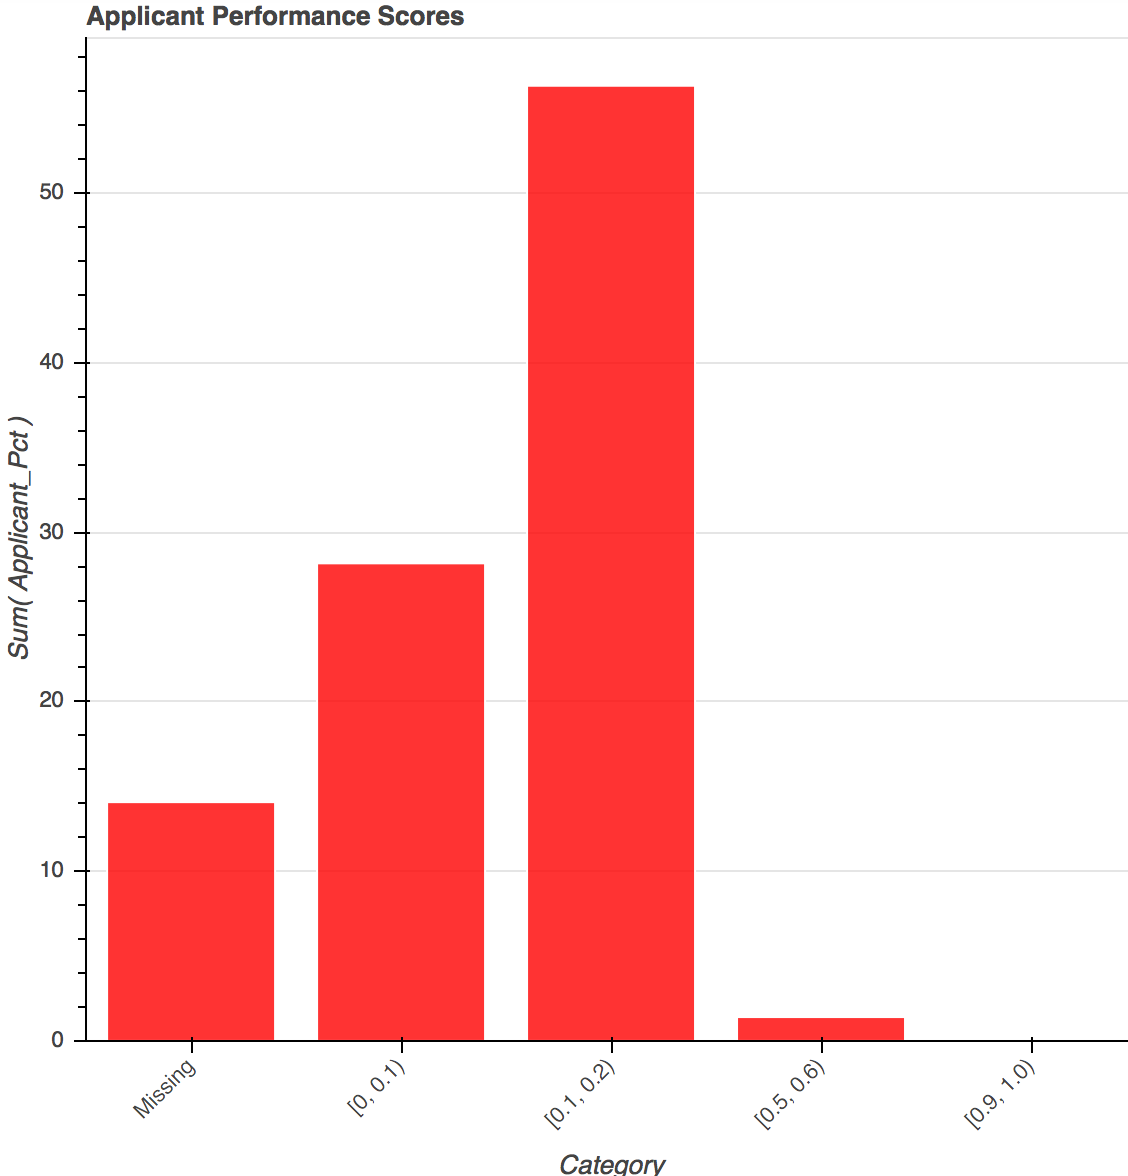 Applicant Performance Scores
Sum( Applicant_Pct )
50
40
30
20
10
0
Missing
[0, 0.1)
[0.1, 0.2)
[0.5, 0.6)
[0.9, 1.0)
Category